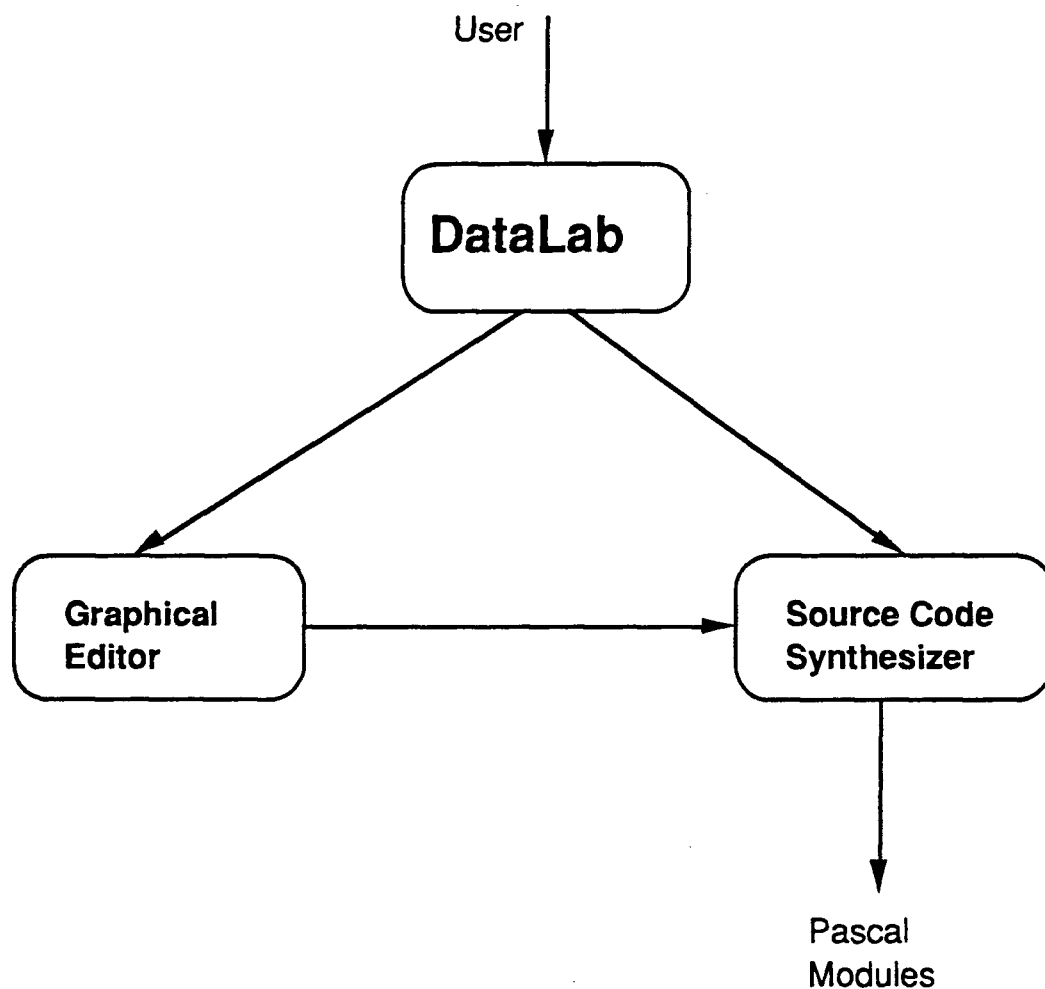 User
DataLab
Graphical
Editor
Source Code
Synthesizer
Pascal
Modules